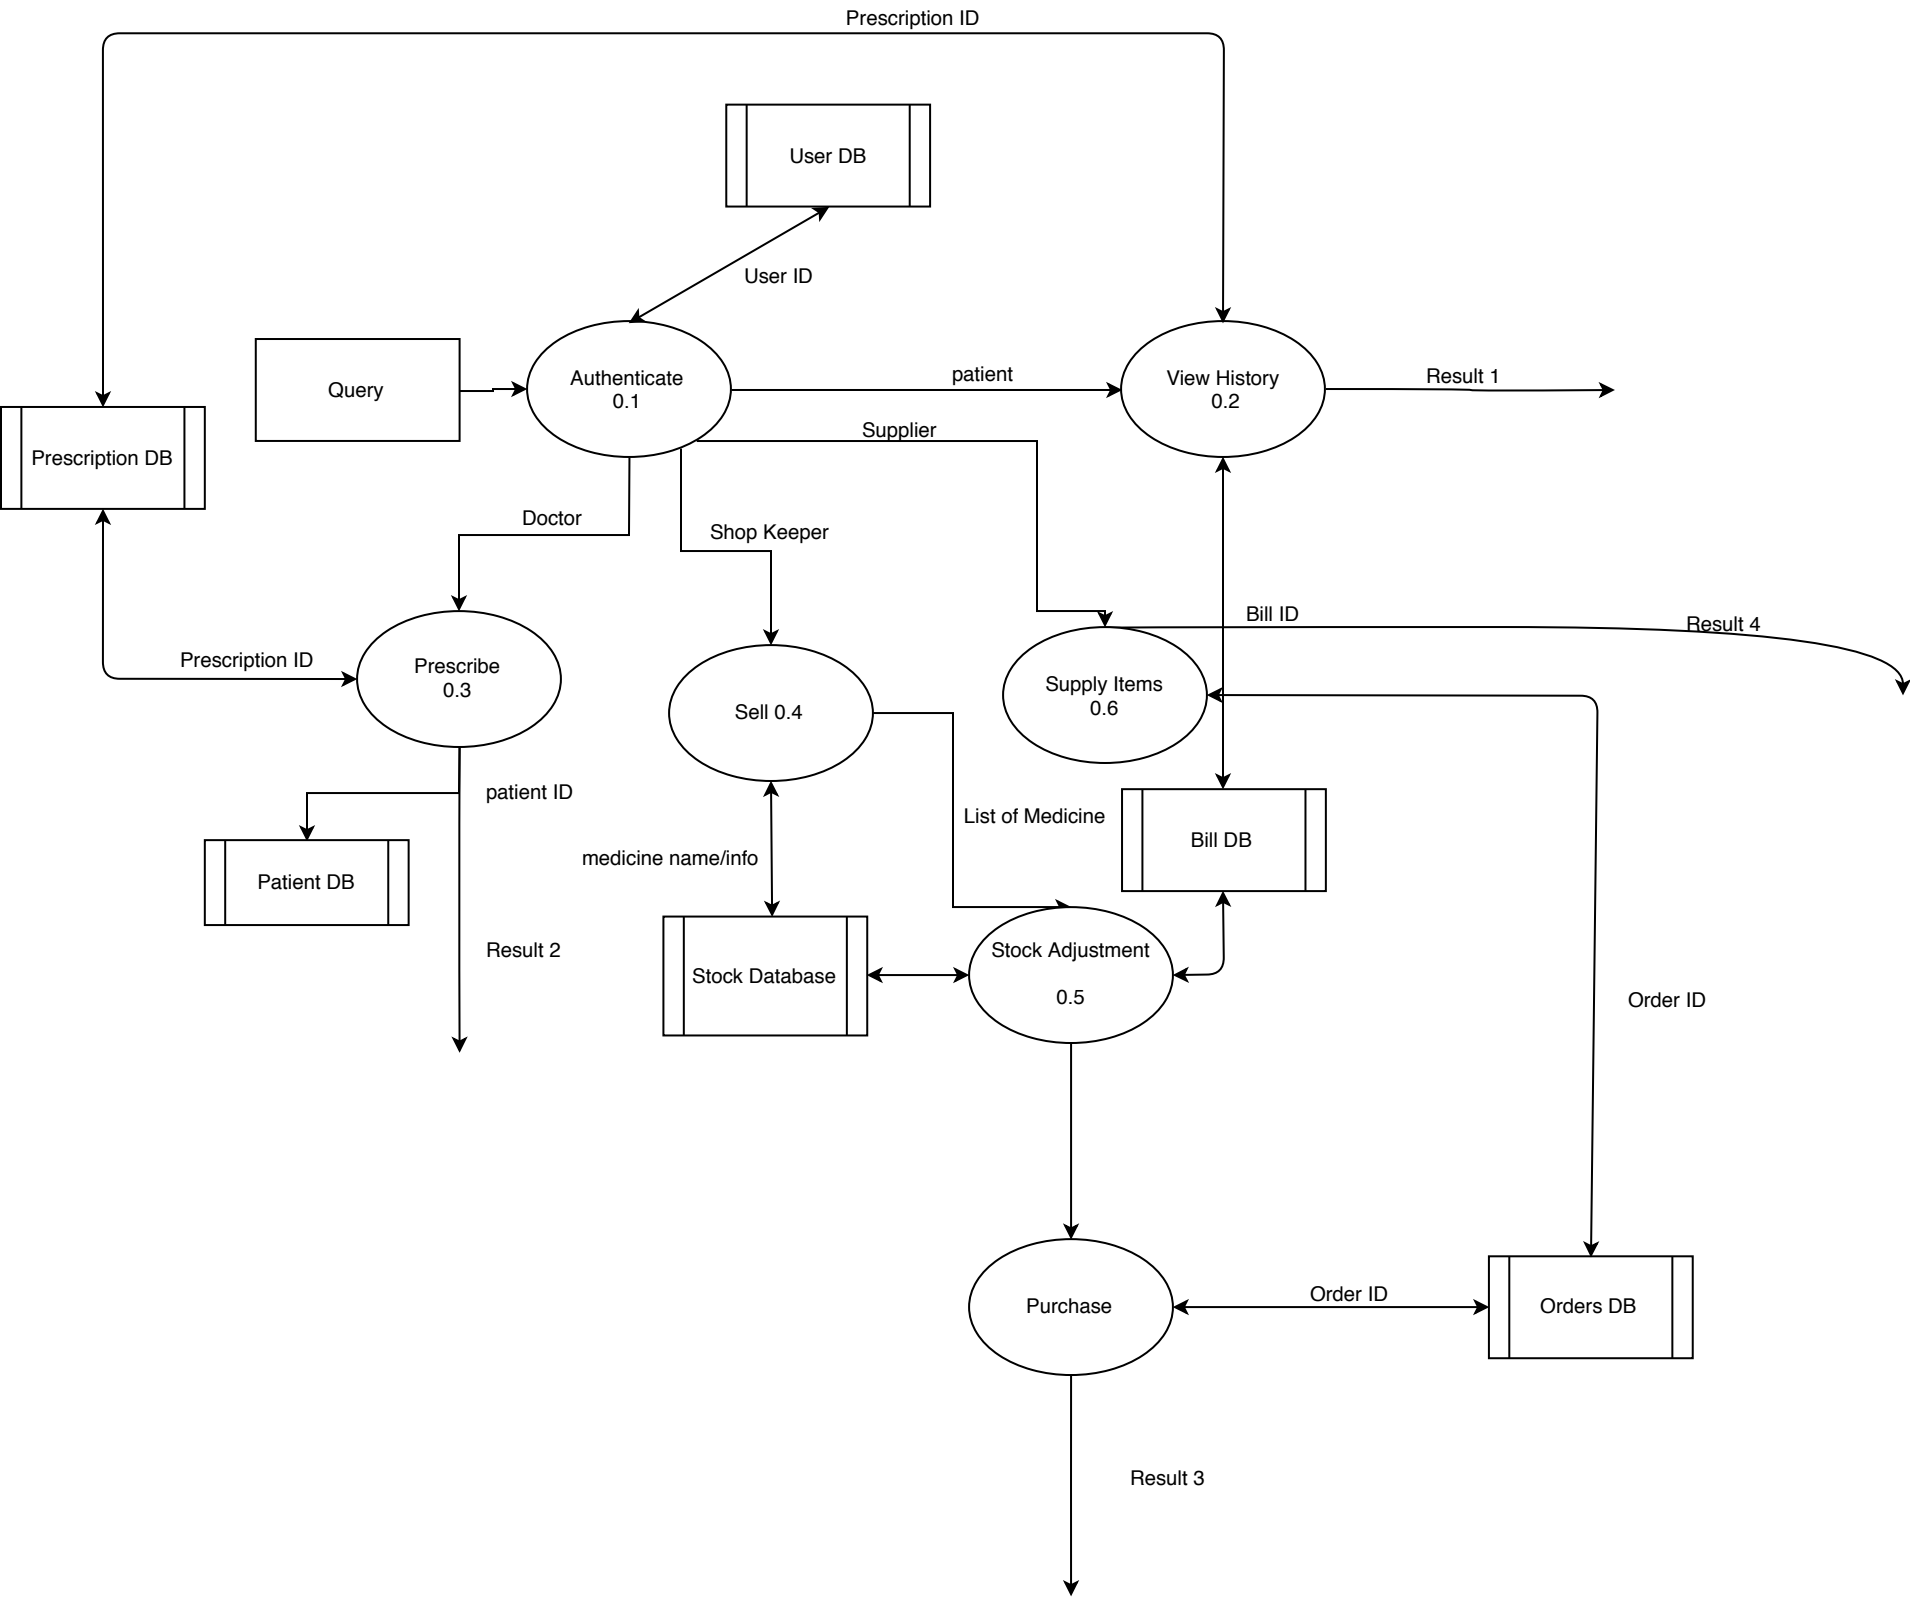 Prescription ID
User DB
User ID
Query
Authenticate
0.1
patient
View History
0.2
Result 1
Supplier
Prescription DB
Doctor
Shop Keeper
Bill ID
Result 4
Prescription ID
Prescribe
0.3
Sell 0.4
Supply Items
0.6
patient ID
List of Medicine
Bill DB
medicine name/info
Patient DB
Result 2
Stock Database
Stock Adjustment
0.5
Order ID
Purchase
Order ID
Orders DB
Result 3